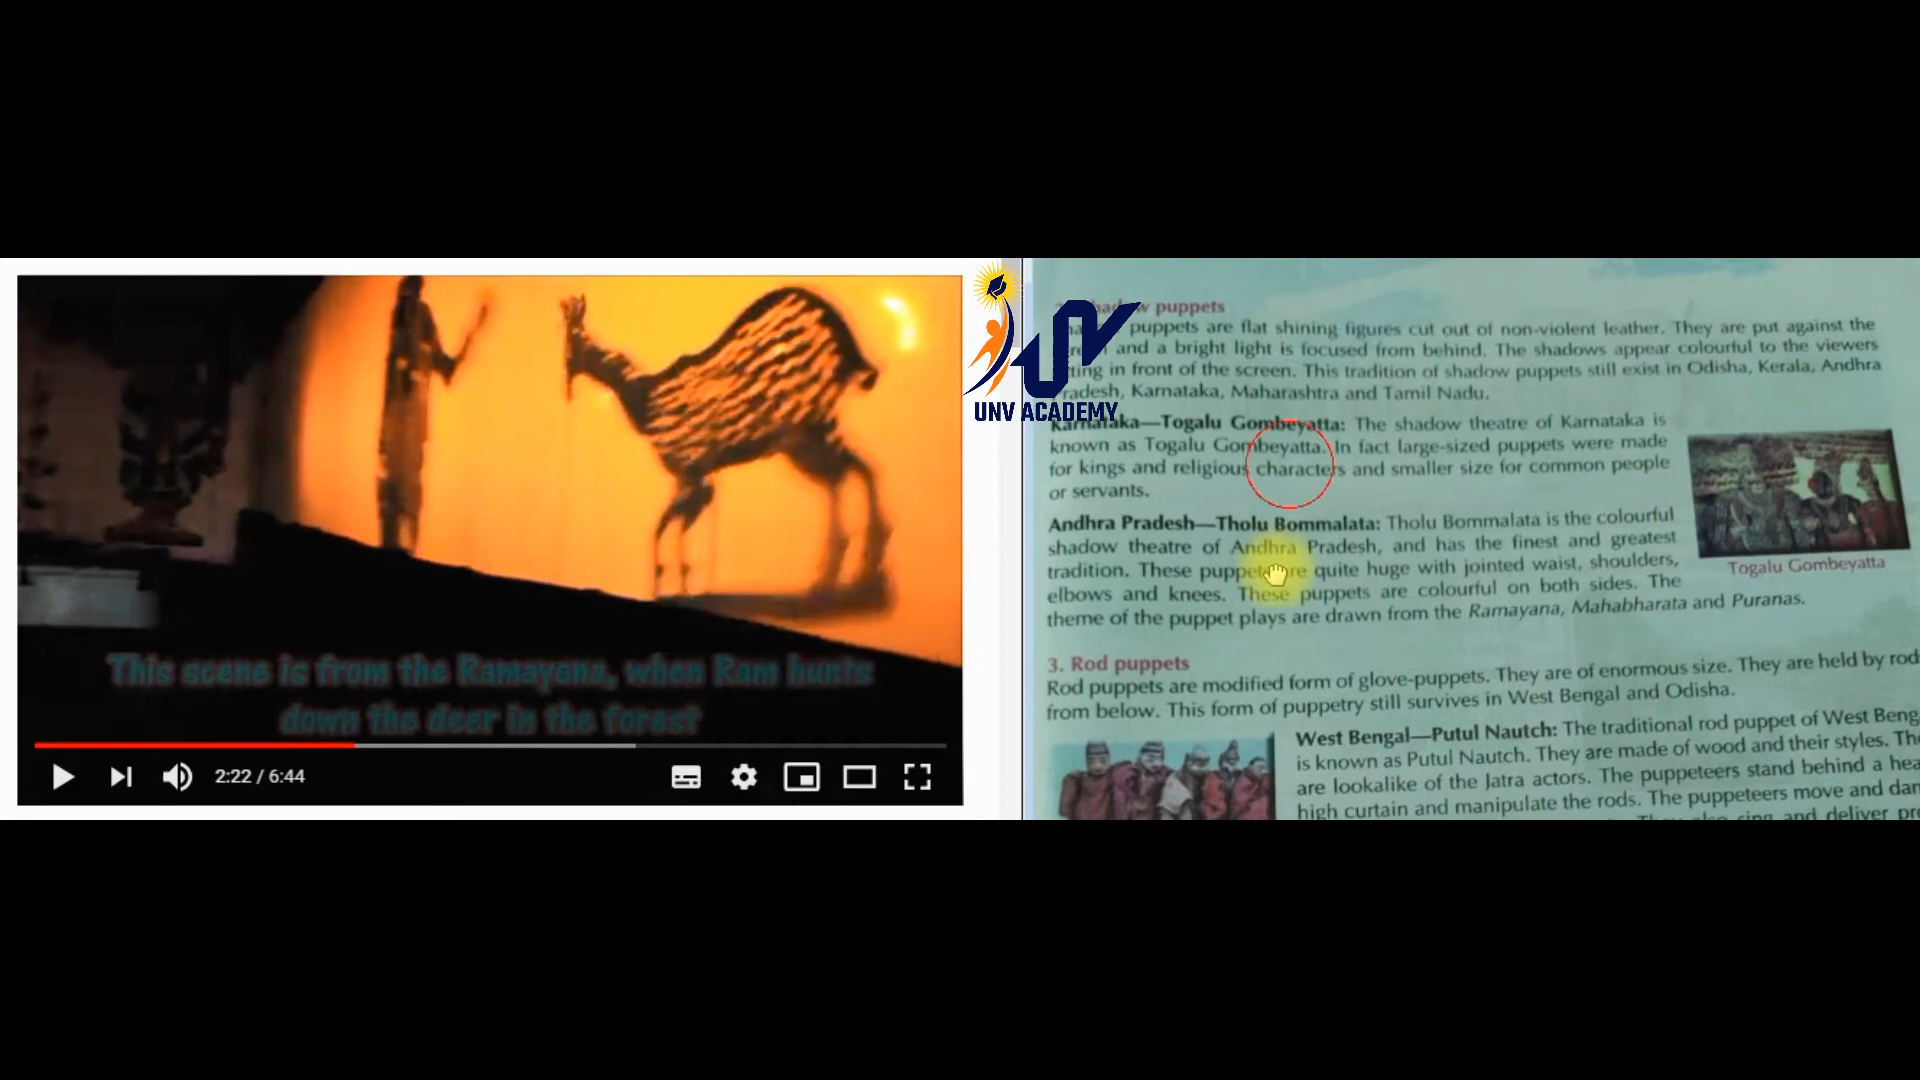 This scene is from the Ramayana, when Ram hunts
down the deer in the forest
2:22 / 6:44
UNV ACADEMY
puppets
puppets are flat shining figures cut out of non-violent leather. They are put against the
and a bright light is focused from behind. The shadows appear colourful to the viewers
in front of the screen. This tradition of shadow puppets still exist in Odisha, Kerala, Andhra
Karnataka, Maharashtra and Tamil Nadu.
Karnataka—Togalu Gombeyatta: The shadow theatre of Karnataka is
known as Togalu Gombeyatta. In fact large-sized puppets were made
for kings and religious characters and smaller size for common people
or servants.
Andhra Pradesh—Tholu Bommalata: Tholu Bommalata is the colourful
shadow theatre of Andhra Pradesh, and has the finest and greatest
tradition. These puppets are quite huge with jointed waist, shoulders,
elbows and knees. These puppets are colourful on both sides. The
theme of the puppet plays are drawn from the Ramayana, Mahabharata and Puranas.
Togalu Gombeyatta
3. Rod puppets
Rod puppets are modified form of glove-puppets. They are of enormous size. They are held by rod
from below. This form of puppetry still survives in West Bengal and Odisha.
West Bengal—Putul Nautch: The traditional rod puppet of West Beng
is known as Putul Nautch. They are made of wood and their styles. The
are lookalike of the Jatra actors. The puppeteers stand behind a hea
high curtain and manipulate the rods. The puppeteers move and dan
also sing and deliver pr